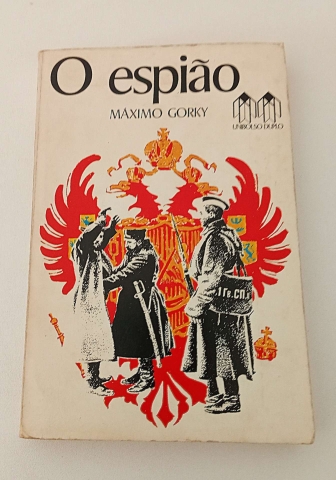 O espião
MÁXIMO GORKY
UNIBOLSO DUPLO